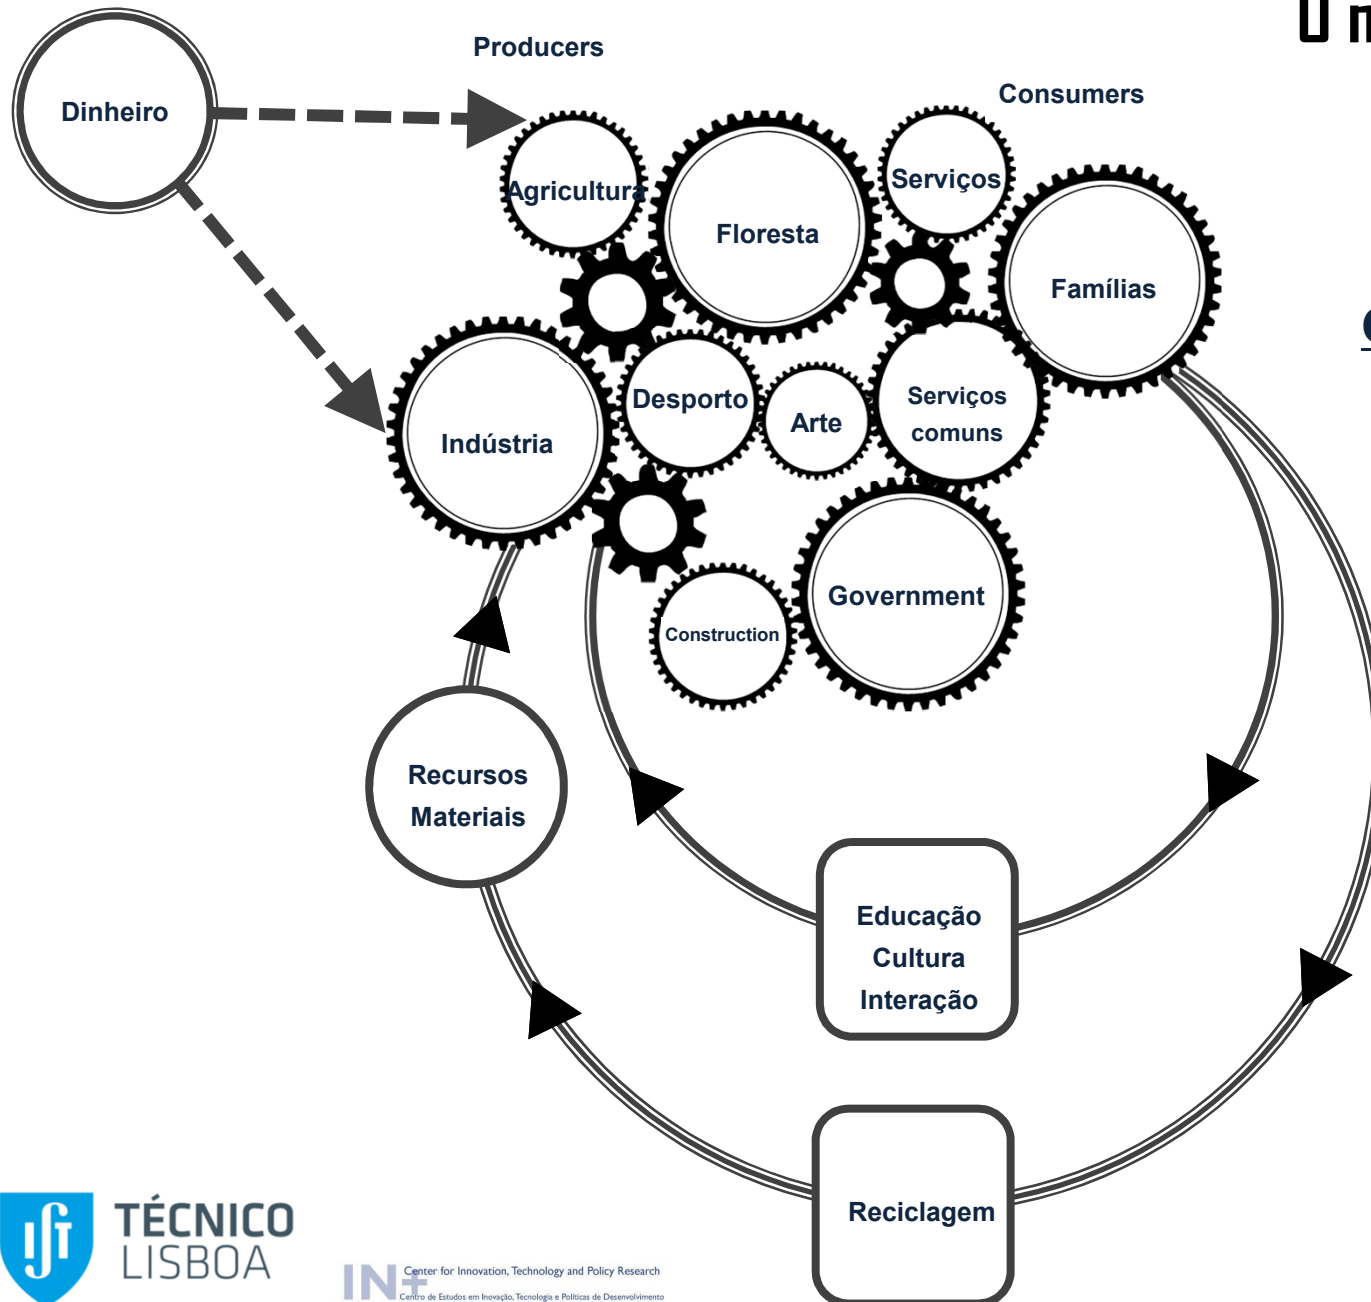 Producers
Consumers
Dinheiro
Agricultura
Floresta
Serviços
Famílias
Indústria
Desporto
Arte
Serviços
comuns
Government
Construction
Recursos
Materiais
Educação
Cultura
Interação
Reciclagem
TÉCNICO
LISBOA
IN+
Center for Innovation, Technology and Policy Research
Centro de Estudos em Inovação, Tecnologia e Políticas de Desenvolvimento